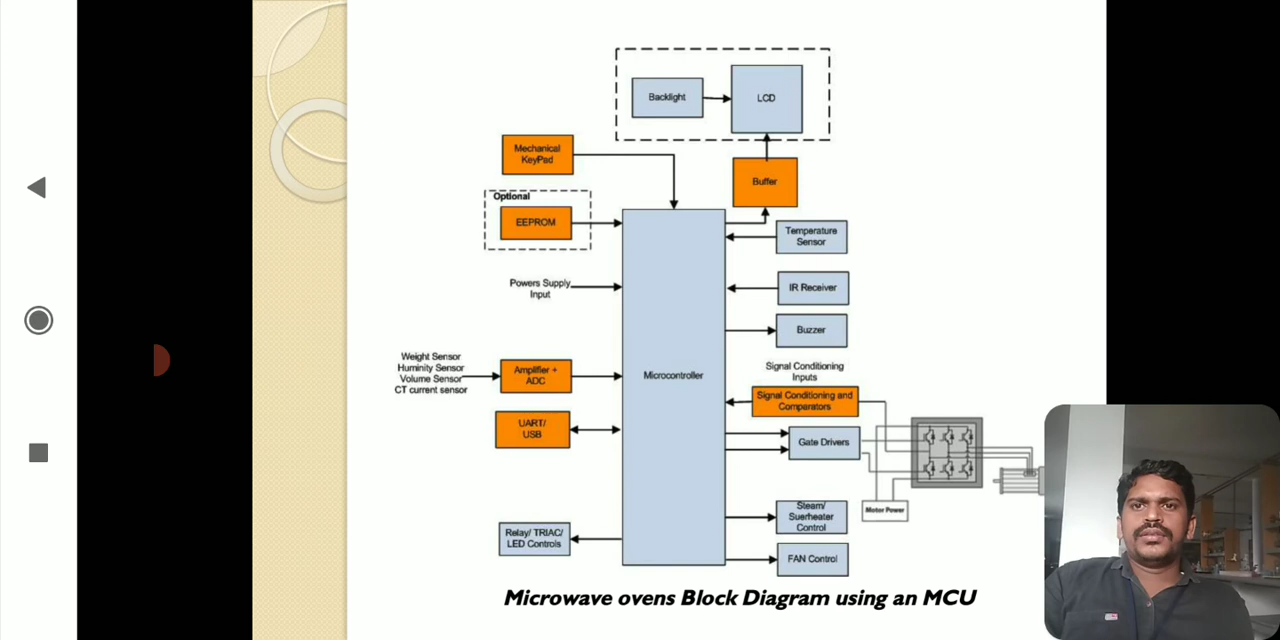 Backlight
LCD
Mechanical
KeyPad
Buffer
Optional
EEPROM
Temperature
Sensor
Powers Supply
Input
IR Receiver
Buzzer
Weight Sensor
Huminity Sensor
Volume Sensor
CT current sensor
Amplifier +
ADC
Microcontroller
Signal Conditioning
Inputs
Signal Conditioning and
Comparators
UART/
USB
Gate Drivers
Motor Power
Steam/
Suerheater
Control
Relay/ TRIAC/
LED Controls
FAN Control
Microwave ovens Block Diagram using an MCU